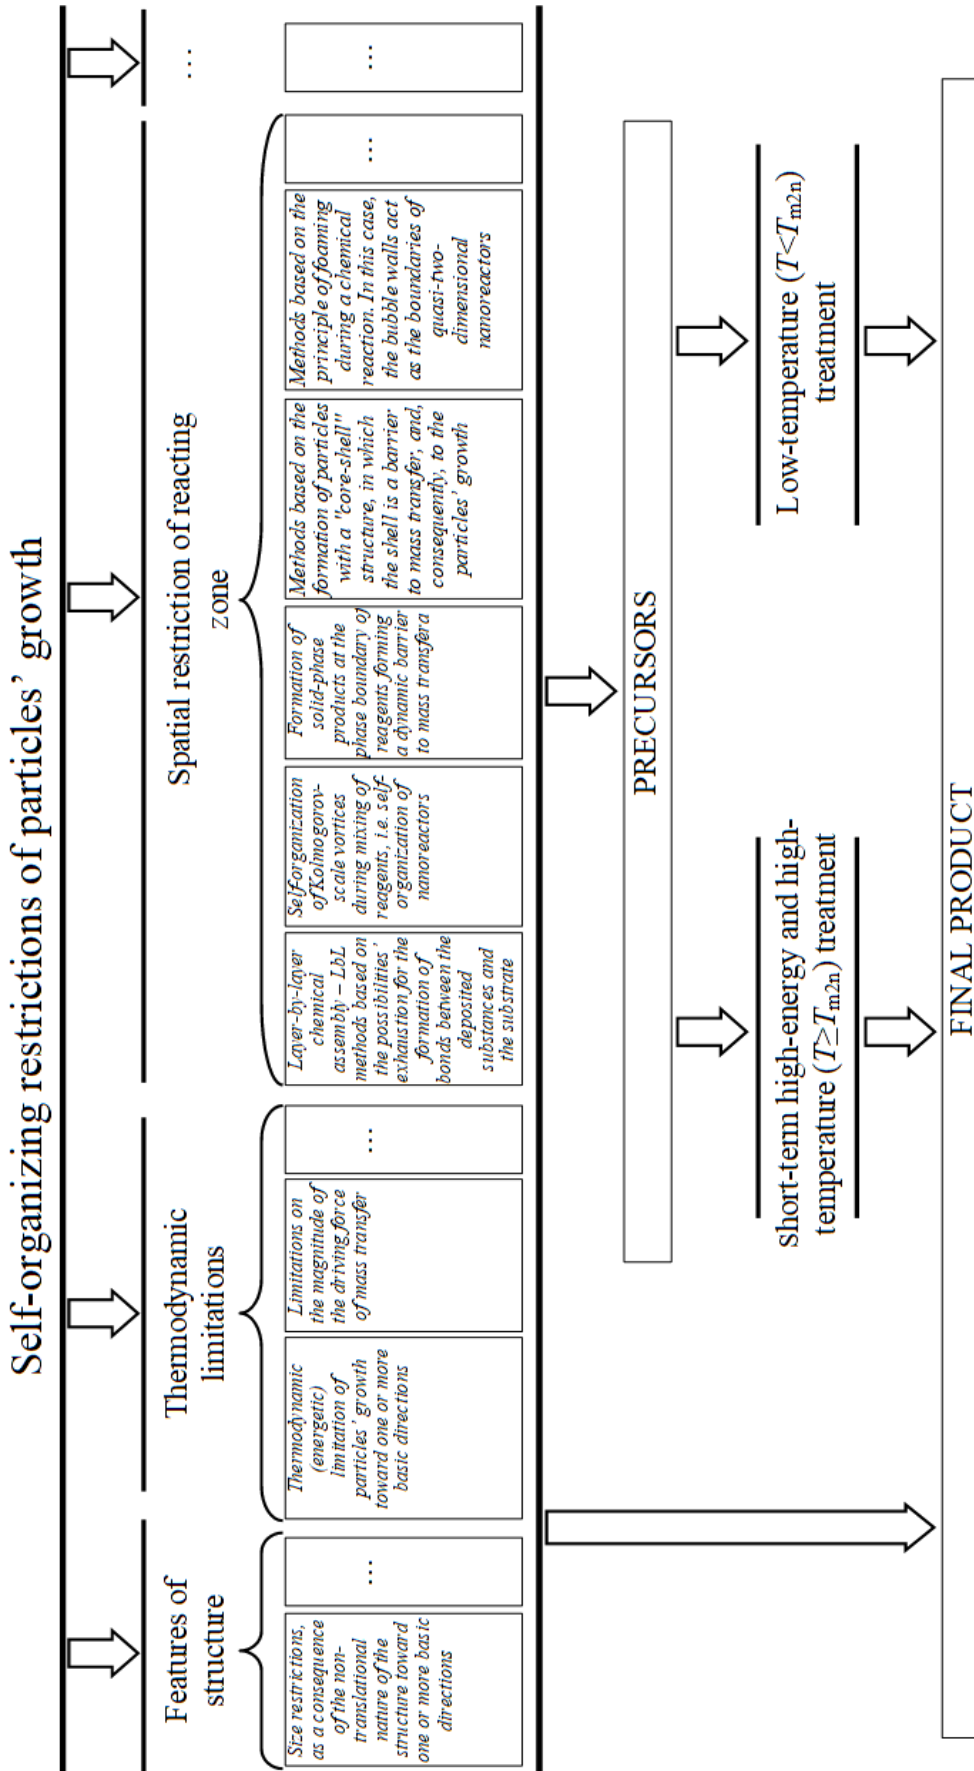 Self-organizing restrictions of particles’ growth
Features of
structure
Thermodynamic
limitations
Spatial restriction of reacting
zone
...
Size restrictions,
as a consequence
of the non-
translational
nature of the
structure toward
one or more basic
directions
...
Thermodynamic
(energetic)
limitation of
particles’ growth
toward one or more
basic directions
Limitations on
the magnitude of
the driving force
of mass transfer
...
Layer-by-layer
chemical
assembly – LbL
methods based on
the possibilities’
exhaustion for the
formation of
bonds between the
deposited
substances and
the substrate
Self-organization
of Kolmogorov-
scale vortices
during mixing of
reagents, i.e. self-
organization of
nanoreactors
Formation of
solid-phase
products at the
phase boundary of
reagents forming
a dynamic barrier
to mass transfera
Methods based on the
formation of particles
with a "core-shell"
structure, in which
the shell is a barrier
to mass transfer, and,
consequently, to the
particles’ growth
Methods based on the
principle of foaming
during a chemical
reaction. In this case,
the bubble walls act
as the boundaries of
quasi-two-
dimensional
nanoreactors
...
...
PRECURSORS
Short-term high-energy and high-
temperature (T≥Tm2n) treatment
Low-temperature (T<Tm2n)
treatment
FINAL PRODUCT